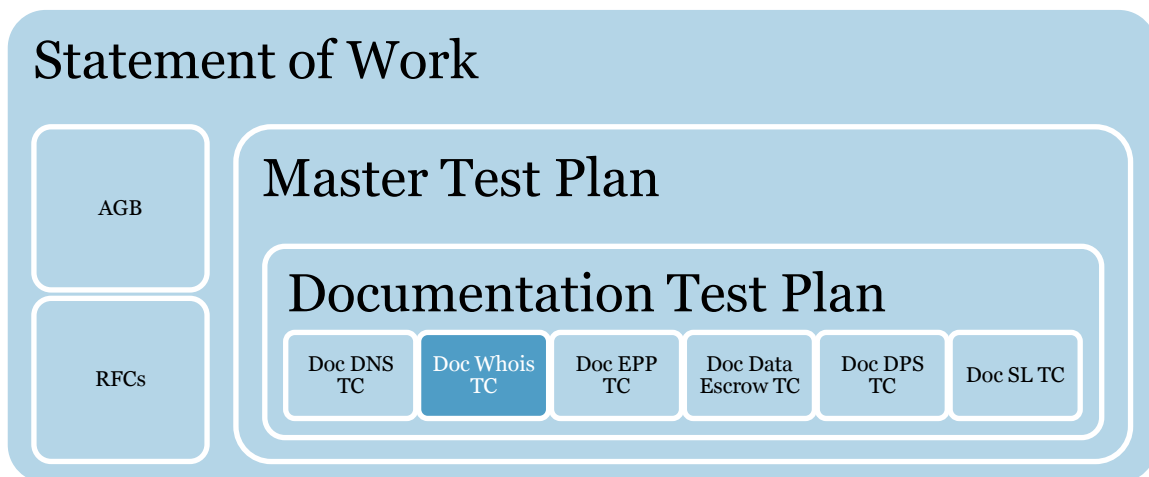 Statement of Work
AGB
RFCs
Master Test Plan
Documentation Test Plan
Doc DNS
TC
Doc Whois
TC
Doc EPP
TC
Doc Data
Escrow TC
Doc DPS
TC
Doc SL TC